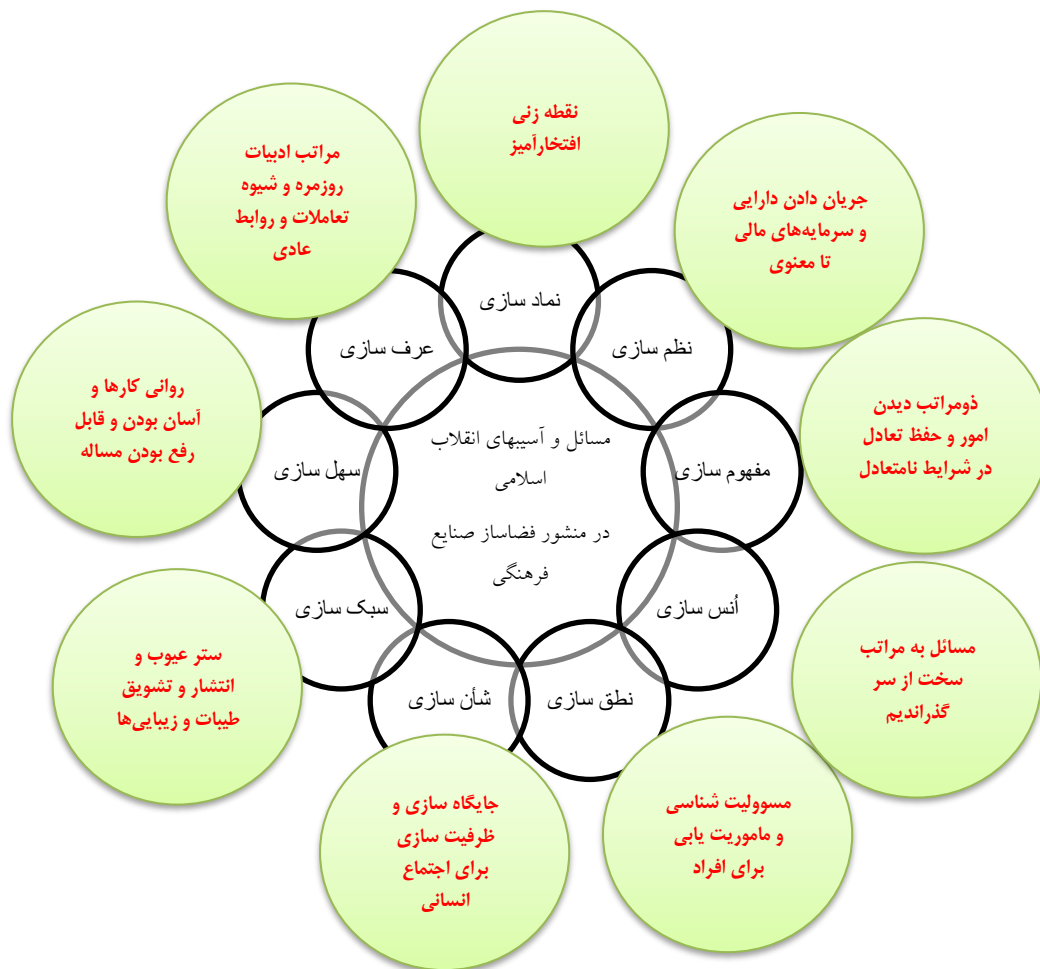 نقطه زنی
افتخارآمیز
جریان دادن دارایی
و سرمایه‌های مالی
تا معنوی
ذومراتب دیدن
امور و حفظ تعادل
در شرایط نامتعادل
مسائل به مراتب
سخت از سر
گذراندیم
مسوولیت شناسی
و ماموریت یابی
برای افراد
جایگاه سازی و
ظرفیت سازی
برای اجتماع
انسانی
ستر عیوب و
انتشار و تشویق
طیبات و زیبایی‌ها
روانی کارها و
آسان بودن و قابل
رفع بودن مساله
مراتب ادبیات
روزمره و شیوه
تعاملات و روابط
عادی
نماد سازی
نظم سازی
مفهوم سازی
اُنس سازی
نطق سازی
شأن سازی
سبک سازی
سهل سازی
عرف سازی
مسائل و آسیبهای انقلاب
اسلامی
در منشور فضاساز صنایع
فرهنگی